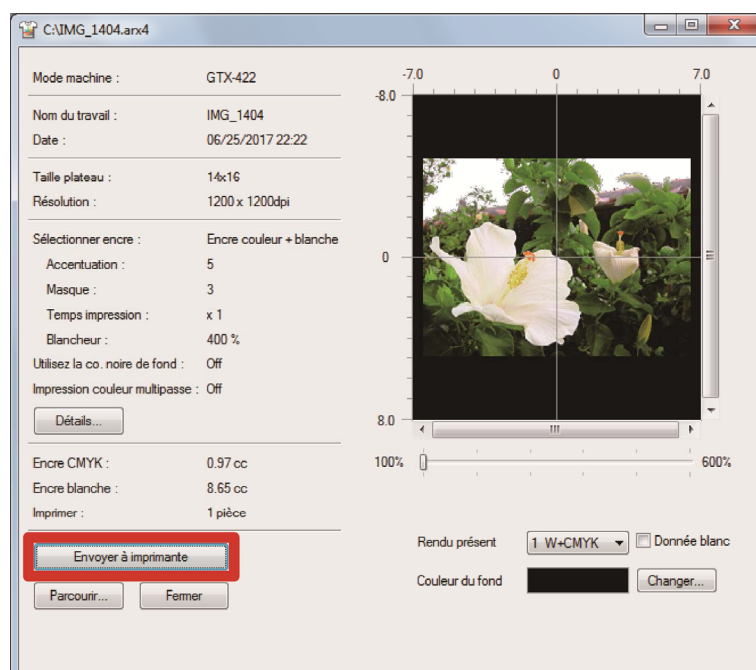 C:\IMG_1404.arx4
Mode machine : GTX-422
Nom du travail : IMG_1404
Date : 06/25/2017 22:22
Taille plateau : 14x16
Résolution : 1200 x 1200dpi
Sélectionner encre : Encre couleur + blanche
Accentuation : 5
Masque : 3
Temps impression : x 1
Blancheur : 400 %
Utilisez la co. noire de fond : Off
Impression couleur multipasse : Off
Détails...
Encre CMYK : 0.97 cc
Encre blanche : 8.65 cc
Imprimer : 1 pièce
Envoyer à imprimante
Parcourir... Fermer
-7.0 0 7.0
-8.0
0
8.0
100% 600%
Rendu présent 1 W+CMYK Donnée blanc
Couleur du fond Changer...